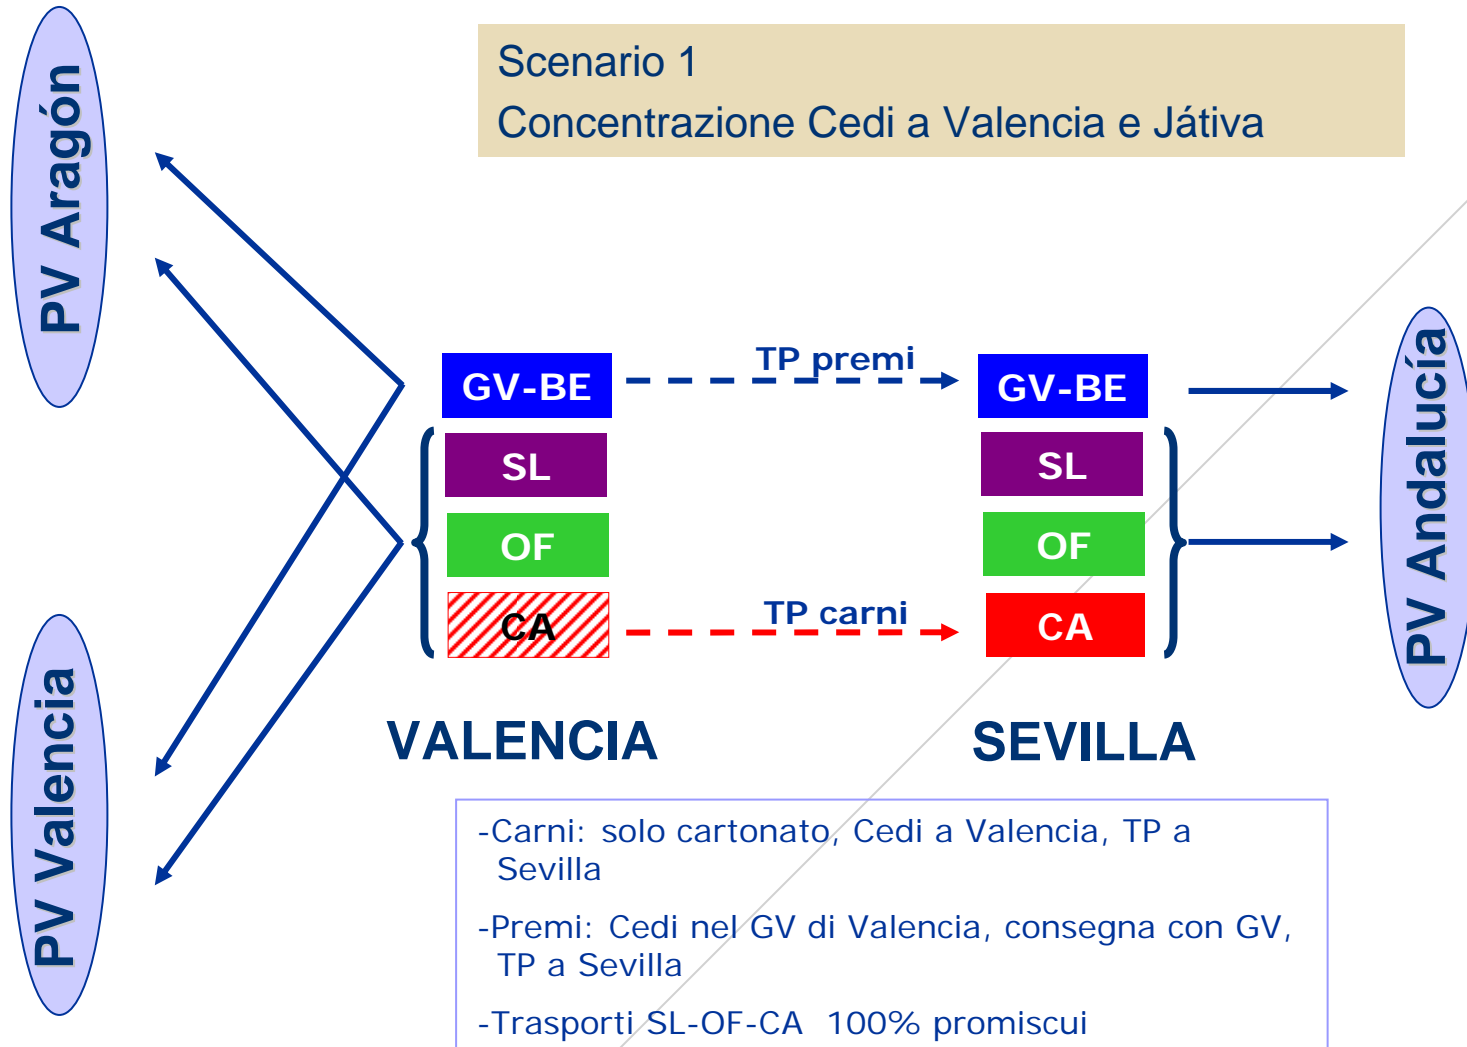 Scenario 1
Concentrazione Cedi a Valencia e Játiva
PV Aragón
PV Valencia
GV-BE
SL
OF
CA
VALENCIA
TP premi
TP carni
GV-BE
SL
OF
CA
SEVILLA
PV Andalucía
-Carni: solo cartonato, Cedi a Valencia, TP a
Sevilla
-Premi: Cedi nel GV di Valencia, consegna con GV,
TP a Sevilla
-Trasporti SL-OF-CA 100% promiscui